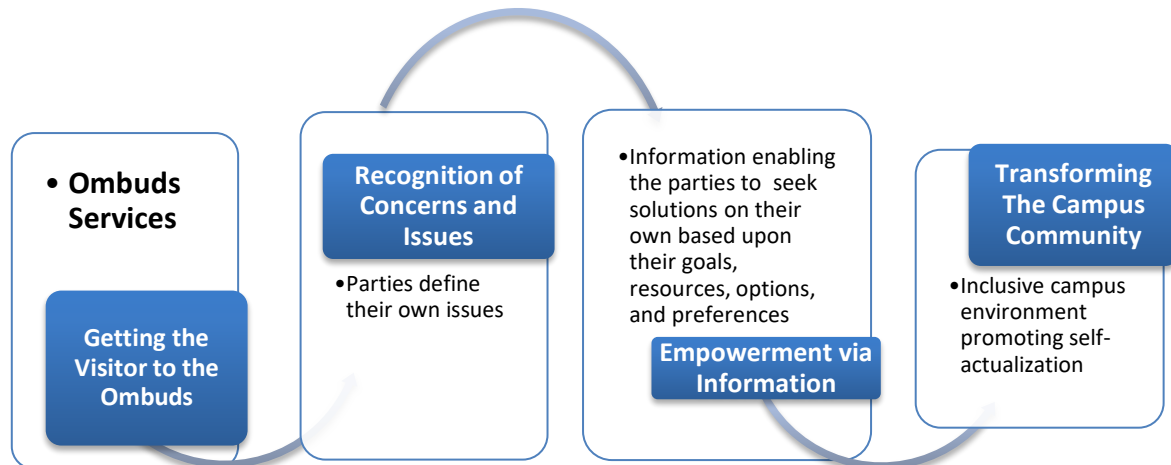 • Ombuds
Services
Getting the
Visitor to the
Ombuds
Recognition of
Concerns and
Issues
•Parties define
their own issues
•Information enabling
the parties to seek
solutions on their
own based upon
their goals,
resources, options,
and preferences
Empowerment via
Information
Transforming
The Campus
Community
•Inclusive campus
environment
promoting self-
actualization